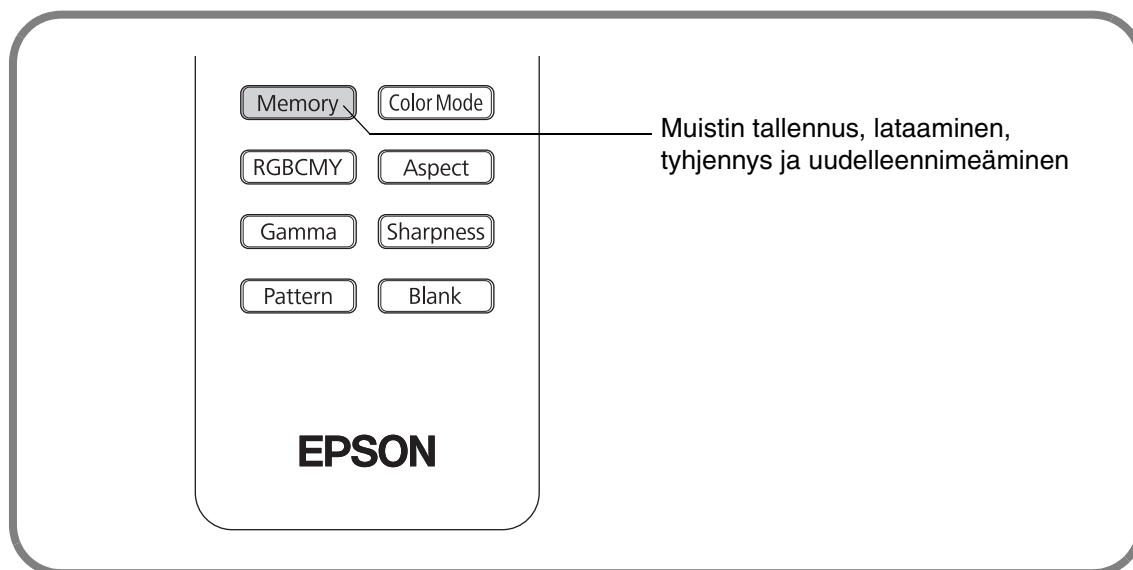 Memory Color Mode
Muistin tallennus, lataaminen,
tyhjennys ja uudelleennimeäminen
RGBCMY Aspect
Gamma Sharpness
Pattern Blank
EPSON